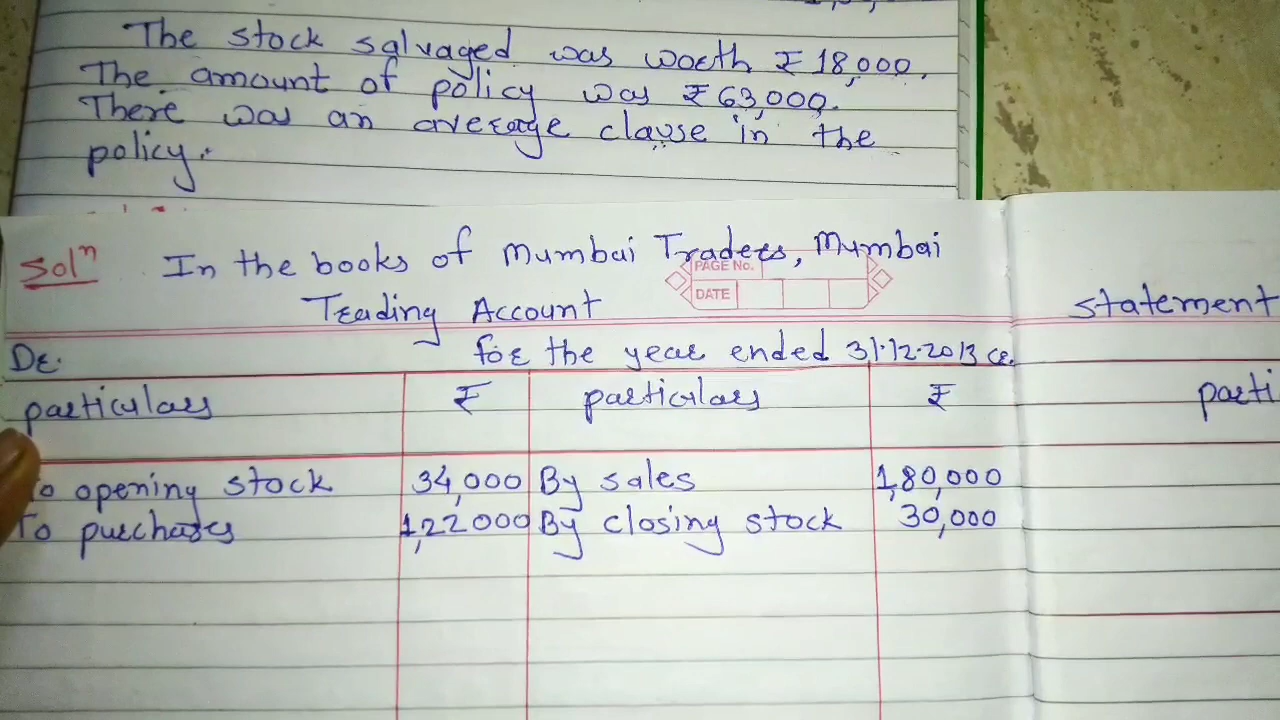 The stock salvaged was worth ₹ 18,000.
The amount of policy was ₹ 63,000.
There was an average clause in the
policy.
Solⁿ In the books of Mumbai Traders, Mumbai
PAGE No.
DATE
Trading Account
statement
Dr. for the year ended 31.12.2013 cr.
particulars ₹ particulars ₹
parti
To opening stock 34,000 By sales 1,80,000
To purchases 1,22000 By closing stock 30,000